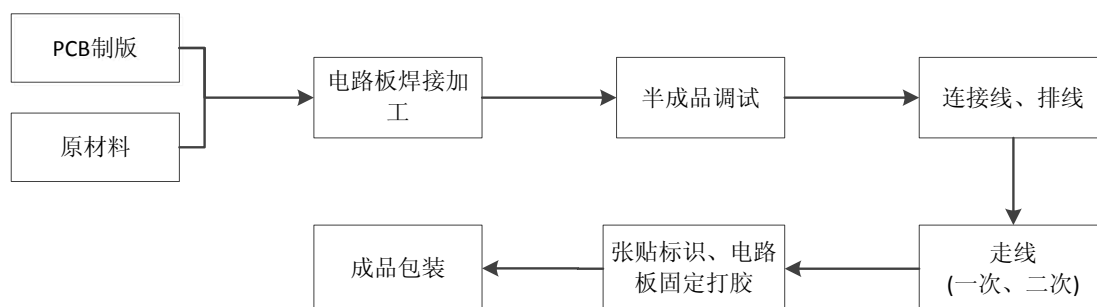 PCB制版
原材料
电路板焊接加
工
半成品调试
连接线、排线
走线
(一次、二次)
张贴标识、电路
板固定打胶
成品包装